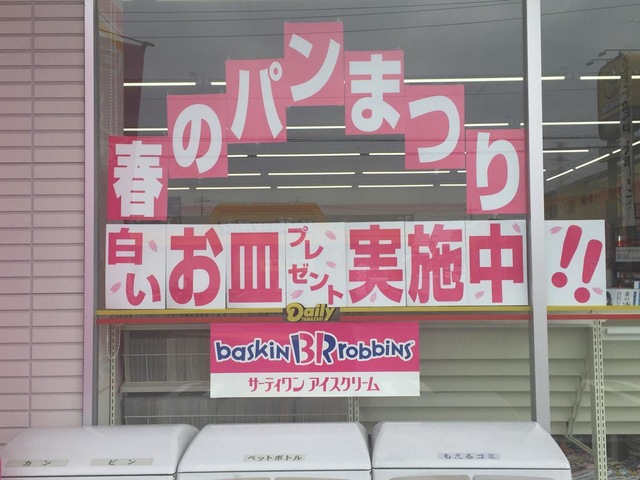 春のパンまつり
白いお皿プレゼント実施中!!
Daily
YAMAZAKI
baskin BR robbins
サーティワン アイスクリーム
カン ビン
ペットボトル
もえるゴミ